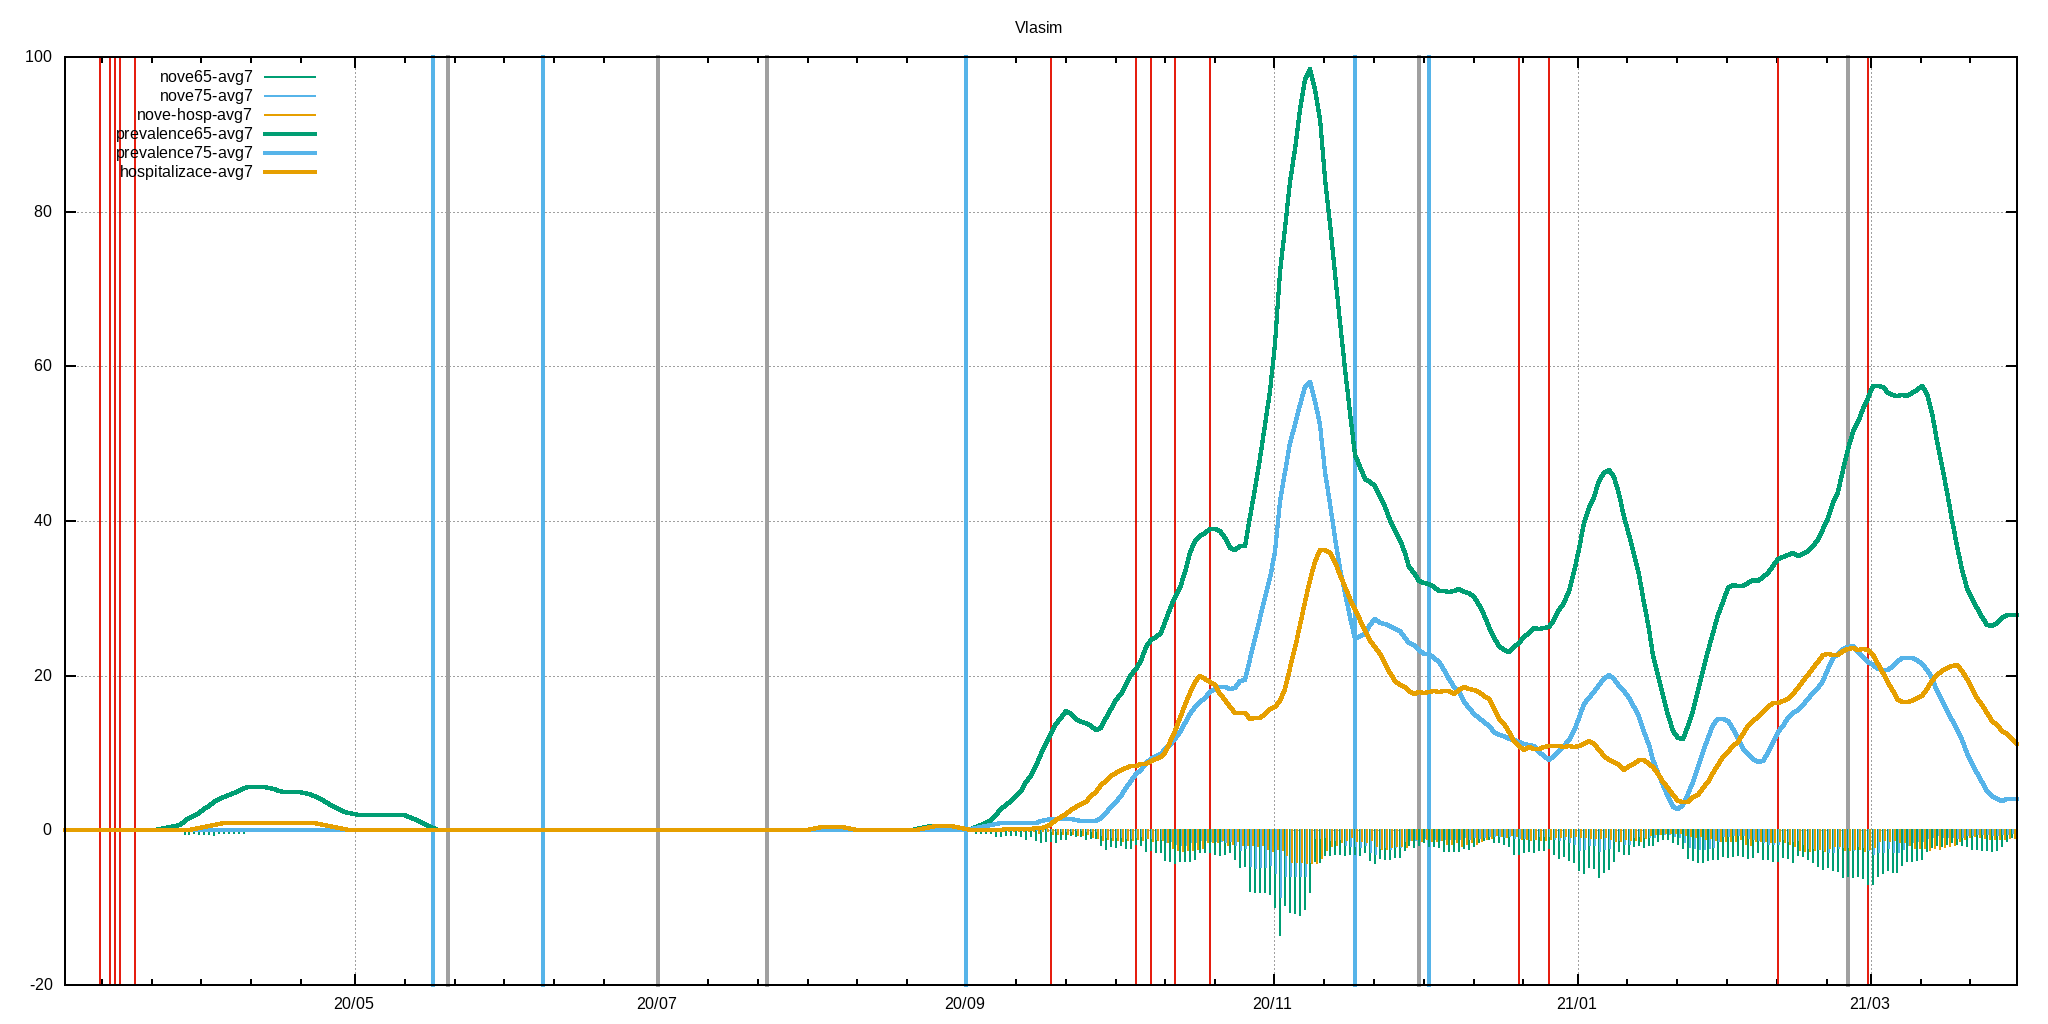 Vlasim
100
nove65-avg7
nove75-avg7
nove-hosp-avg7
prevalence65-avg7
prevalence75-avg7
hospitalizace-avg7
80
60
40
20
0
-20
20/05 20/07 20/09 20/11 21/01 21/03